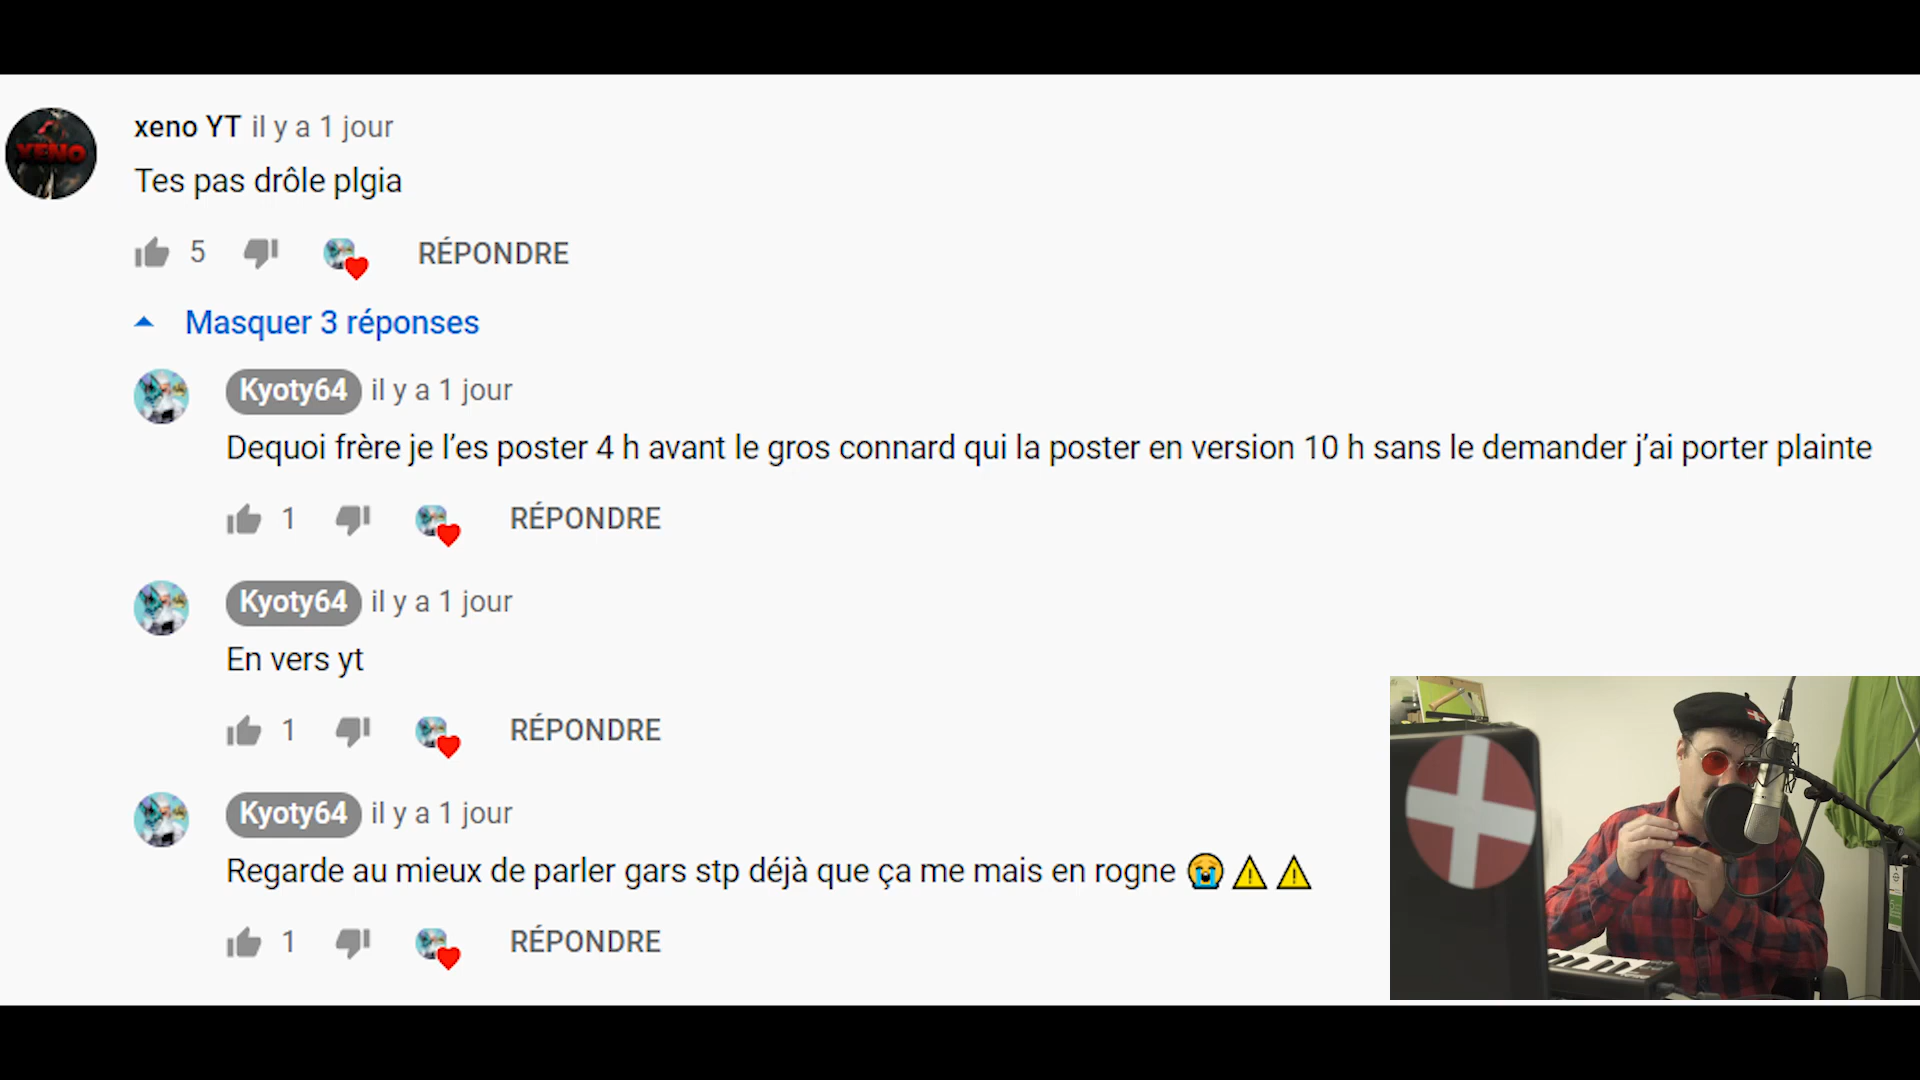 XENO
xeno YT il y a 1 jour
Tes pas drôle plgia
5 RÉPONDRE
Masquer 3 réponses
Kyoty64 il y a 1 jour
Dequoi frère je l’es poster 4 h avant le gros connard qui la poster en version 10 h sans le demander j’ai porter plainte
1 RÉPONDRE
Kyoty64 il y a 1 jour
En vers yt
1 RÉPONDRE
Kyoty64 il y a 1 jour
Regarde au mieux de parler gars stp déjà que ça me mais en rogne 😭⚠⚠
1 RÉPONDRE